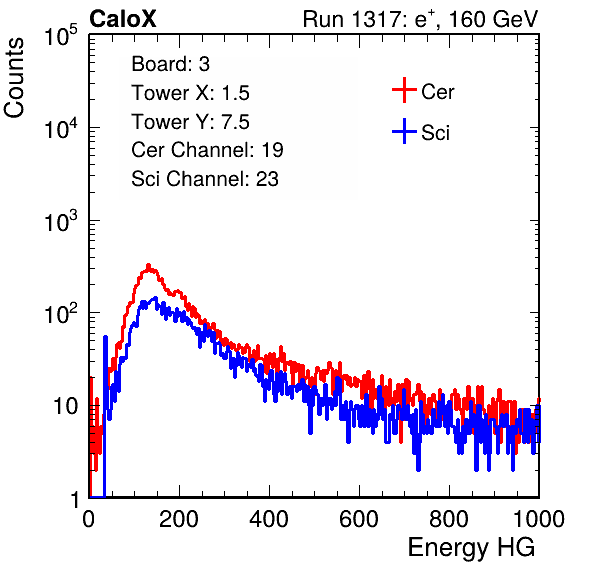 CaloX Run 1317: e⁺, 160 GeV
Board: 3
Tower X: 1.5
Tower Y: 7.5
Cer Channel: 19
Sci Channel: 23
Cer
Sci
Counts
10⁵
10⁴
10³
10²
10
1
0 200 400 600 800 1000
Energy HG